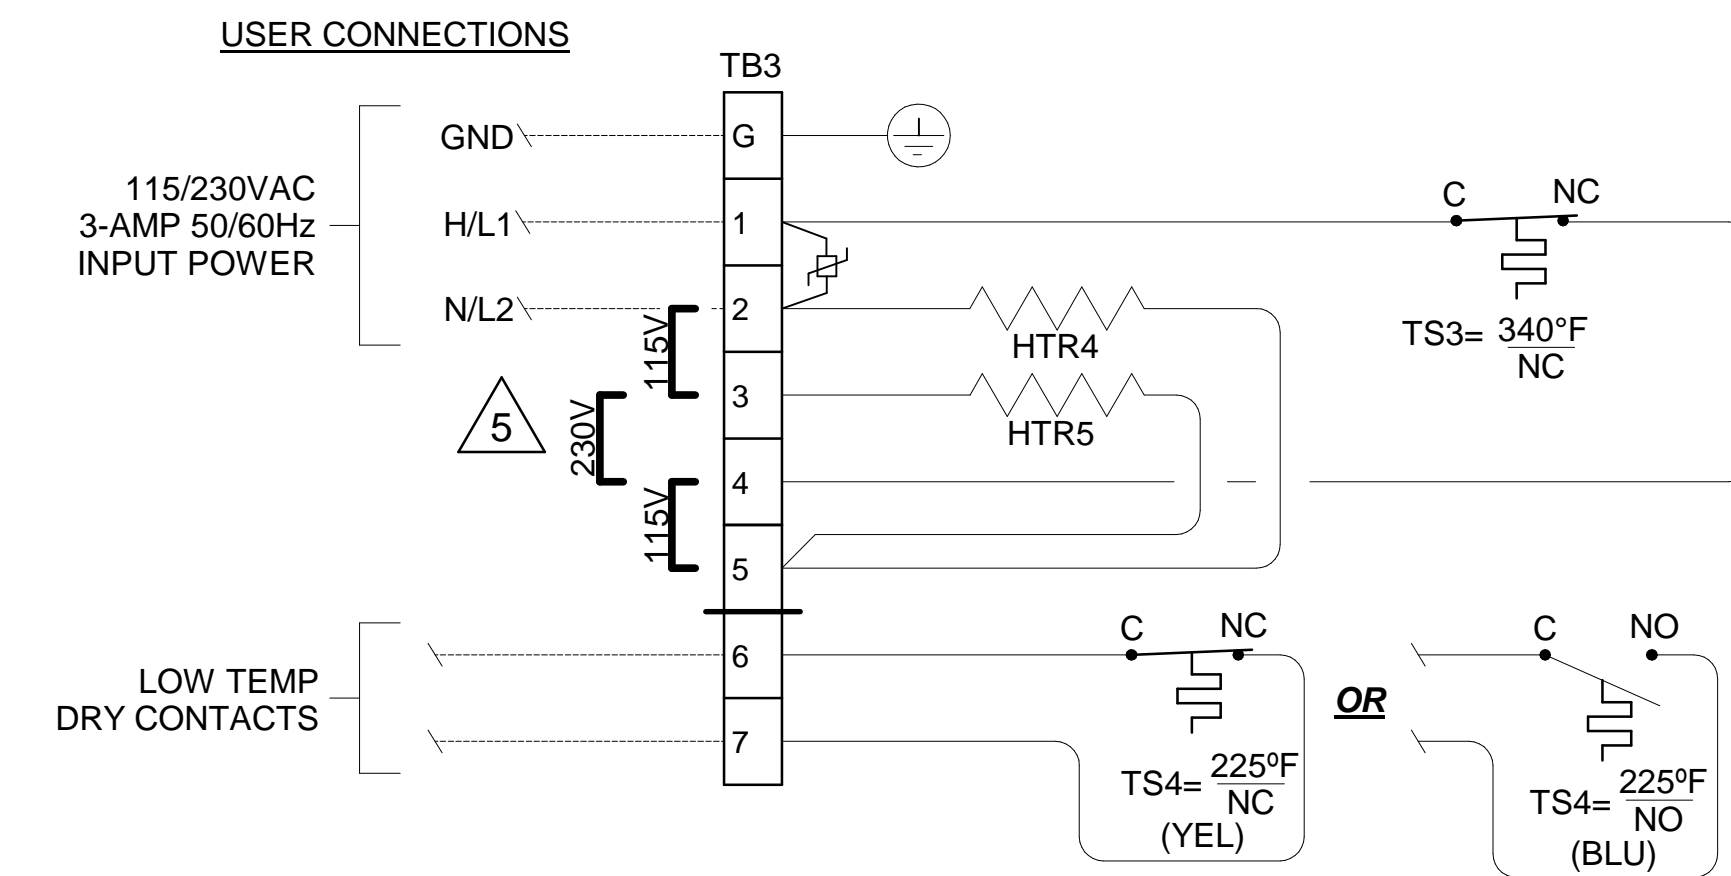 USER CONNECTIONS
TB3
GND
G
115/230VAC
3-AMP 50/60Hz
INPUT POWER
H/L1
1
C
NC
N/L2
2
HTR4
TS3= 340°F
NC
115V
3
HTR5
5
230V
4
115V
5
LOW TEMP
DRY CONTACTS
6
C
NC
OR
C
NO
7
TS4= 225ºF
NC
(YEL)
TS4= 225ºF
NO
(BLU)